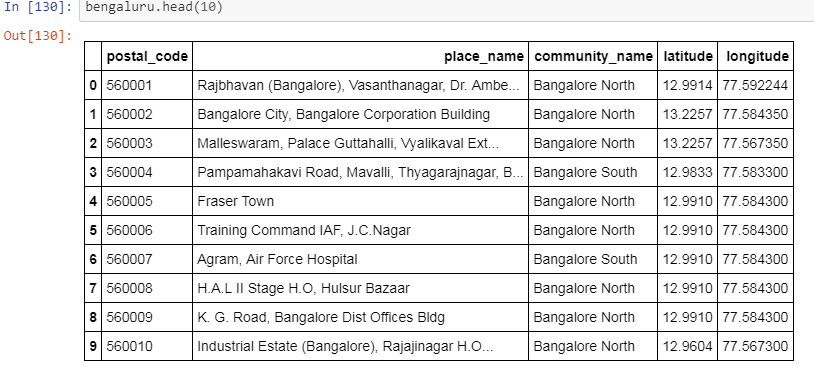 In [130]: bengaluru.head(10)
Out[130]:
postal_code place_name community_name latitude longitude
0 560001 Rajbhavan (Bangalore), Vasanthanagar, Dr. Ambe... Bangalore North 12.9914 77.592244
1 560002 Bangalore City, Bangalore Corporation Building Bangalore North 13.2257 77.584350
2 560003 Malleswaram, Palace Guttahalli, Vyalikaval Ext... Bangalore North 13.2257 77.567350
3 560004 Pampamahakavi Road, Mavalli, Thyagarajnagar, B... Bangalore South 12.9833 77.583300
4 560005 Fraser Town Bangalore North 12.9910 77.584300
5 560006 Training Command IAF, J.C.Nagar Bangalore North 12.9910 77.584300
6 560007 Agram, Air Force Hospital Bangalore South 12.9910 77.584300
7 560008 H.A.L II Stage H.O, Hulsur Bazaar Bangalore North 12.9910 77.584300
8 560009 K. G. Road, Bangalore Dist Offices Bldg Bangalore North 12.9910 77.584300
9 560010 Industrial Estate (Bangalore), Rajajinagar H.O... Bangalore North 12.9604 77.567300